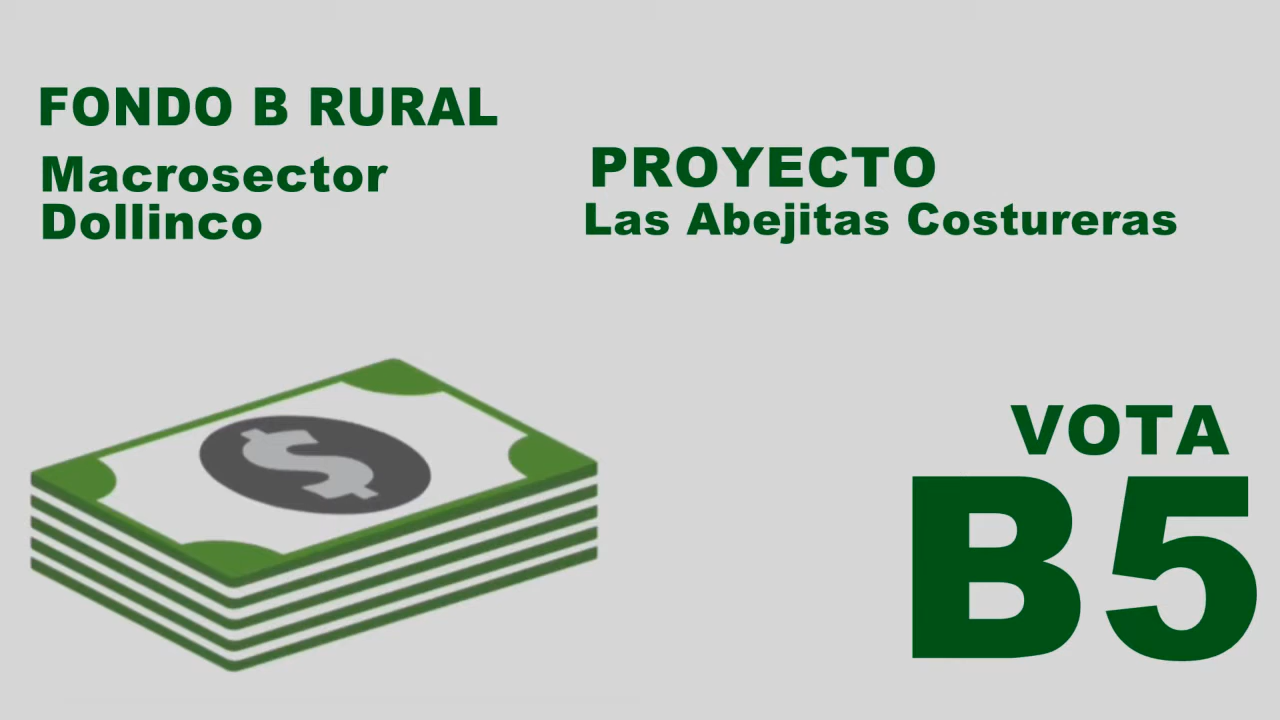 FONDO B RURAL
Macrosector
Dollinco
PROYECTO
Las Abejitas Costureras
$
VOTA
B5